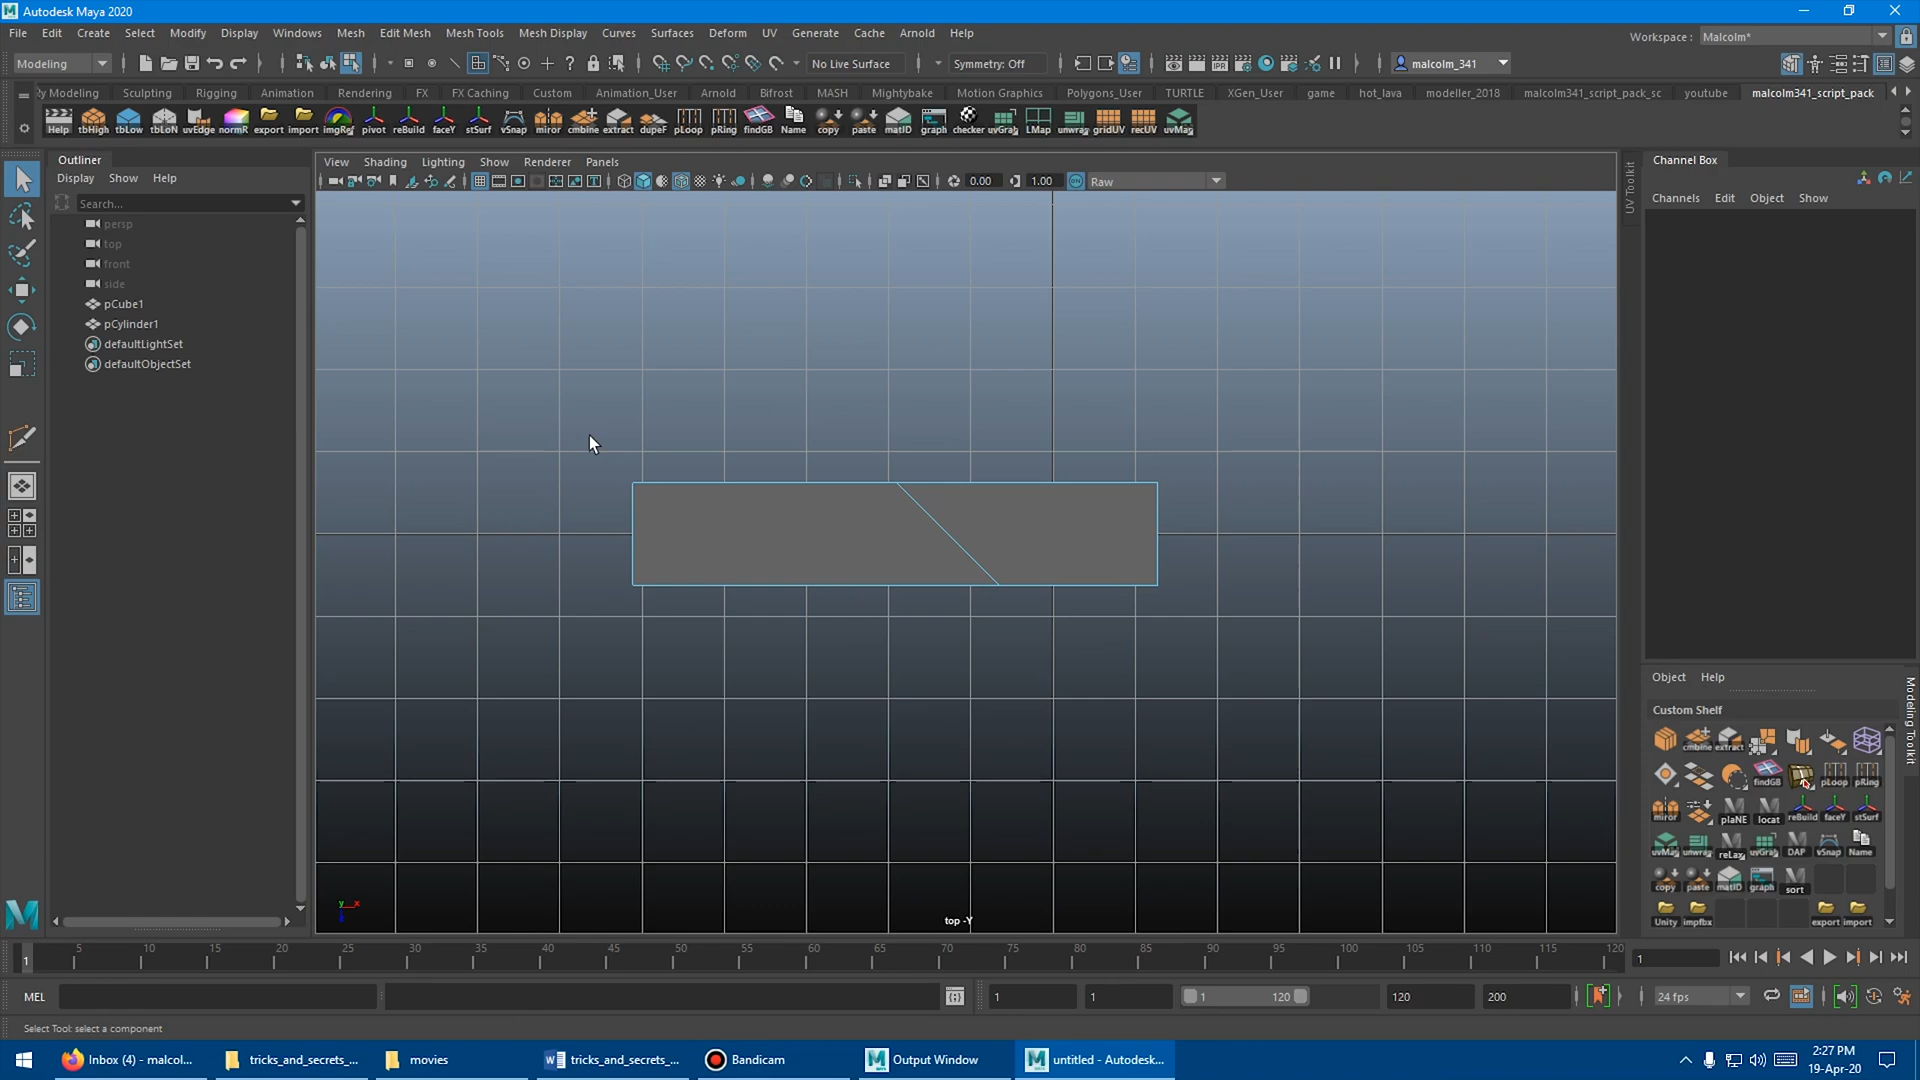 Autodesk Maya 2020
File Edit Create Select Modify Display Windows Mesh Edit Mesh Mesh Tools Mesh Display Curves Surfaces Deform UV Generate Cache Arnold Help
Workspace : Malcolm*
Modeling No Live Surface Symmetry: Off malcolm_341
ly Modeling Sculpting Rigging Animation Rendering FX FX Caching Custom Animation_User Arnold Bifrost MASH Mightybake Motion Graphics Polygons_User TURTLE XGen_User game hot_lava modeller_2018 malcolm341_script_pack_sc youtube malcolm341_script_pack
Help tbHigh tbLow tbLoN uvEdge normR export import imgRef pivot reBuild faceY stSurf vSnap miror cmbine extract dupeF pLoop pRing findGB Name copy paste matID graph checker uvGrab LMap unwrap gridUV recUV uvMap
Outliner
Display Show Help
Search...
persp
top
front
side
pCube1
pCylinder1
defaultLightSet
defaultObjectSet
View Shading Lighting Show Renderer Panels
0.00 1.00 Raw
top -Y
y x
UV Toolkit
Channel Box
Channels Edit Object Show
Object Help
Modeling Toolkit
Custom Shelf
cmbine extract
findGB pLoop pRing
miror plaNE locat reBuild faceY stSurf
uvMap unwrap reLax uvGrab DAP vSnap Name
copy paste matID graph sort
Unity impfbx export import
5 10 15 20 25 30 35 40 45 50 55 60 65 70 75 80 85 90 95 100 105 110 115 120
1 1
MEL 1 1 1 120 120 200 24 fps
Select Tool: select a component
Inbox (4) - malcol... tricks_and_secrets_... movies tricks_and_secrets_... Bandicam Output Window untitled - Autodesk...
2:27 PM
19-Apr-20